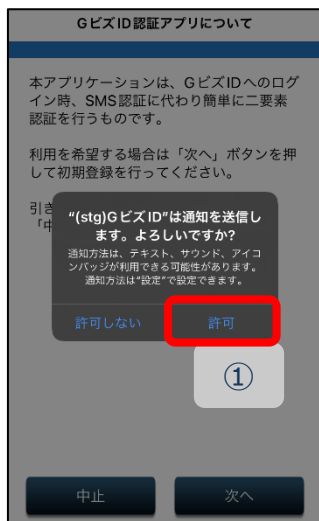 GビズID認証アプリについて
本アプリケーションは、GビズIDへのログ
イン時、SMS認証に代わり簡単に二要素
認証を行うものです。
利用を希望する場合は「次へ」ボタンを押
して初期登録を行ってください。
引き
「中
“(stg)GビズID”は通知を送信し
ます。よろしいですか?
通知方法は、テキスト、サウンド、アイコ
ンバッジが利用できる可能性があります。
通知方法は“設定”で設定できます。
許可しない 許可
①
中止 次へ